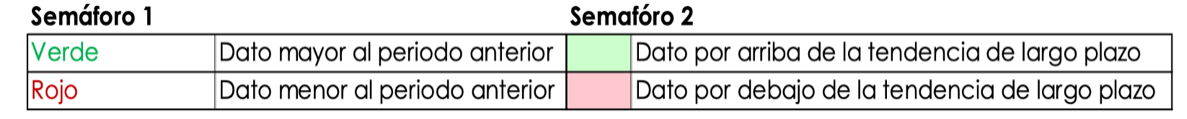 Semáforo 1 Semafóro 2
Verde Dato mayor al periodo anterior Dato por arriba de la tendencia de largo plazo
Rojo Dato menor al periodo anterior Dato por debajo de la tendencia de largo plazo